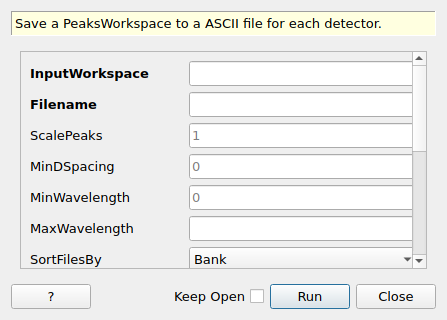 Save a PeaksWorkspace to a ASCII file for each detector.
InputWorkspace
Filename
ScalePeaks 1
MinDSpacing 0
MinWavelength 0
MaxWavelength
SortFilesBy Bank
? Keep Open Run Close